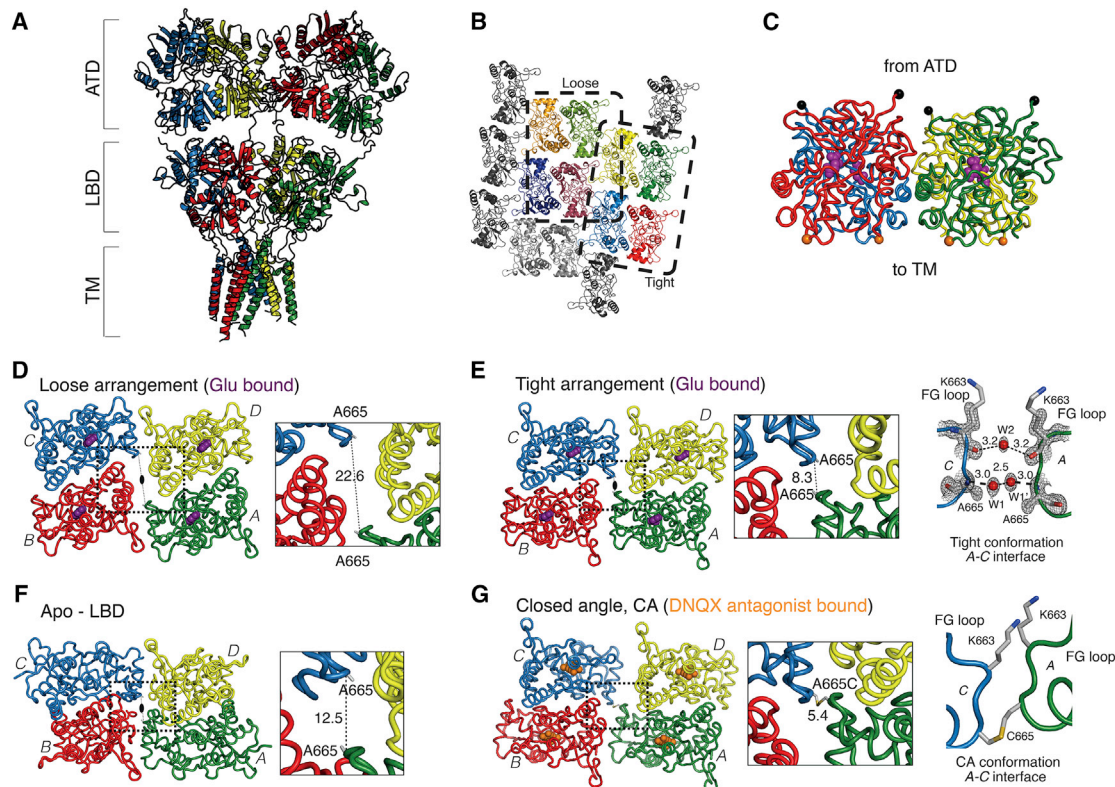 A
ATD
LBD
TM
B
Loose
Tight
C
from ATD
to TM
D
Loose arrangement (Glu bound)
C
D
B
A
A665
22.6
A665
E
Tight arrangement (Glu bound)
C
D
B
A
A665
8.3
A665
K663
FG loop
K663
FG loop
W2
3.2
3.2
C
A
3.0
2.5
3.0
A665
W1
W1'
A665
Tight conformation
A-C interface
F
Apo - LBD
C
D
B
A
A665
12.5
A665
G
Closed angle, CA (DNQX antagonist bound)
C
D
B
A
A665C
5.4
FG loop
K663
K663
A
FG loop
C
C665
CA conformation
A-C interface